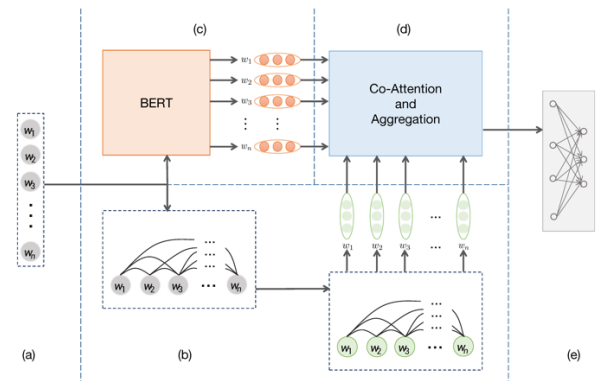 (c)
(d)
BERT
w1
w2
w3
...
...
wn
Co-Attention
and
Aggregation
w1
w2
w3
wn
...
...
w1 w2 w3 ... wn
w1 w2 w3 ... wn
...
...
...
w1 w2 w3 ... wn
(a)
(b)
(e)